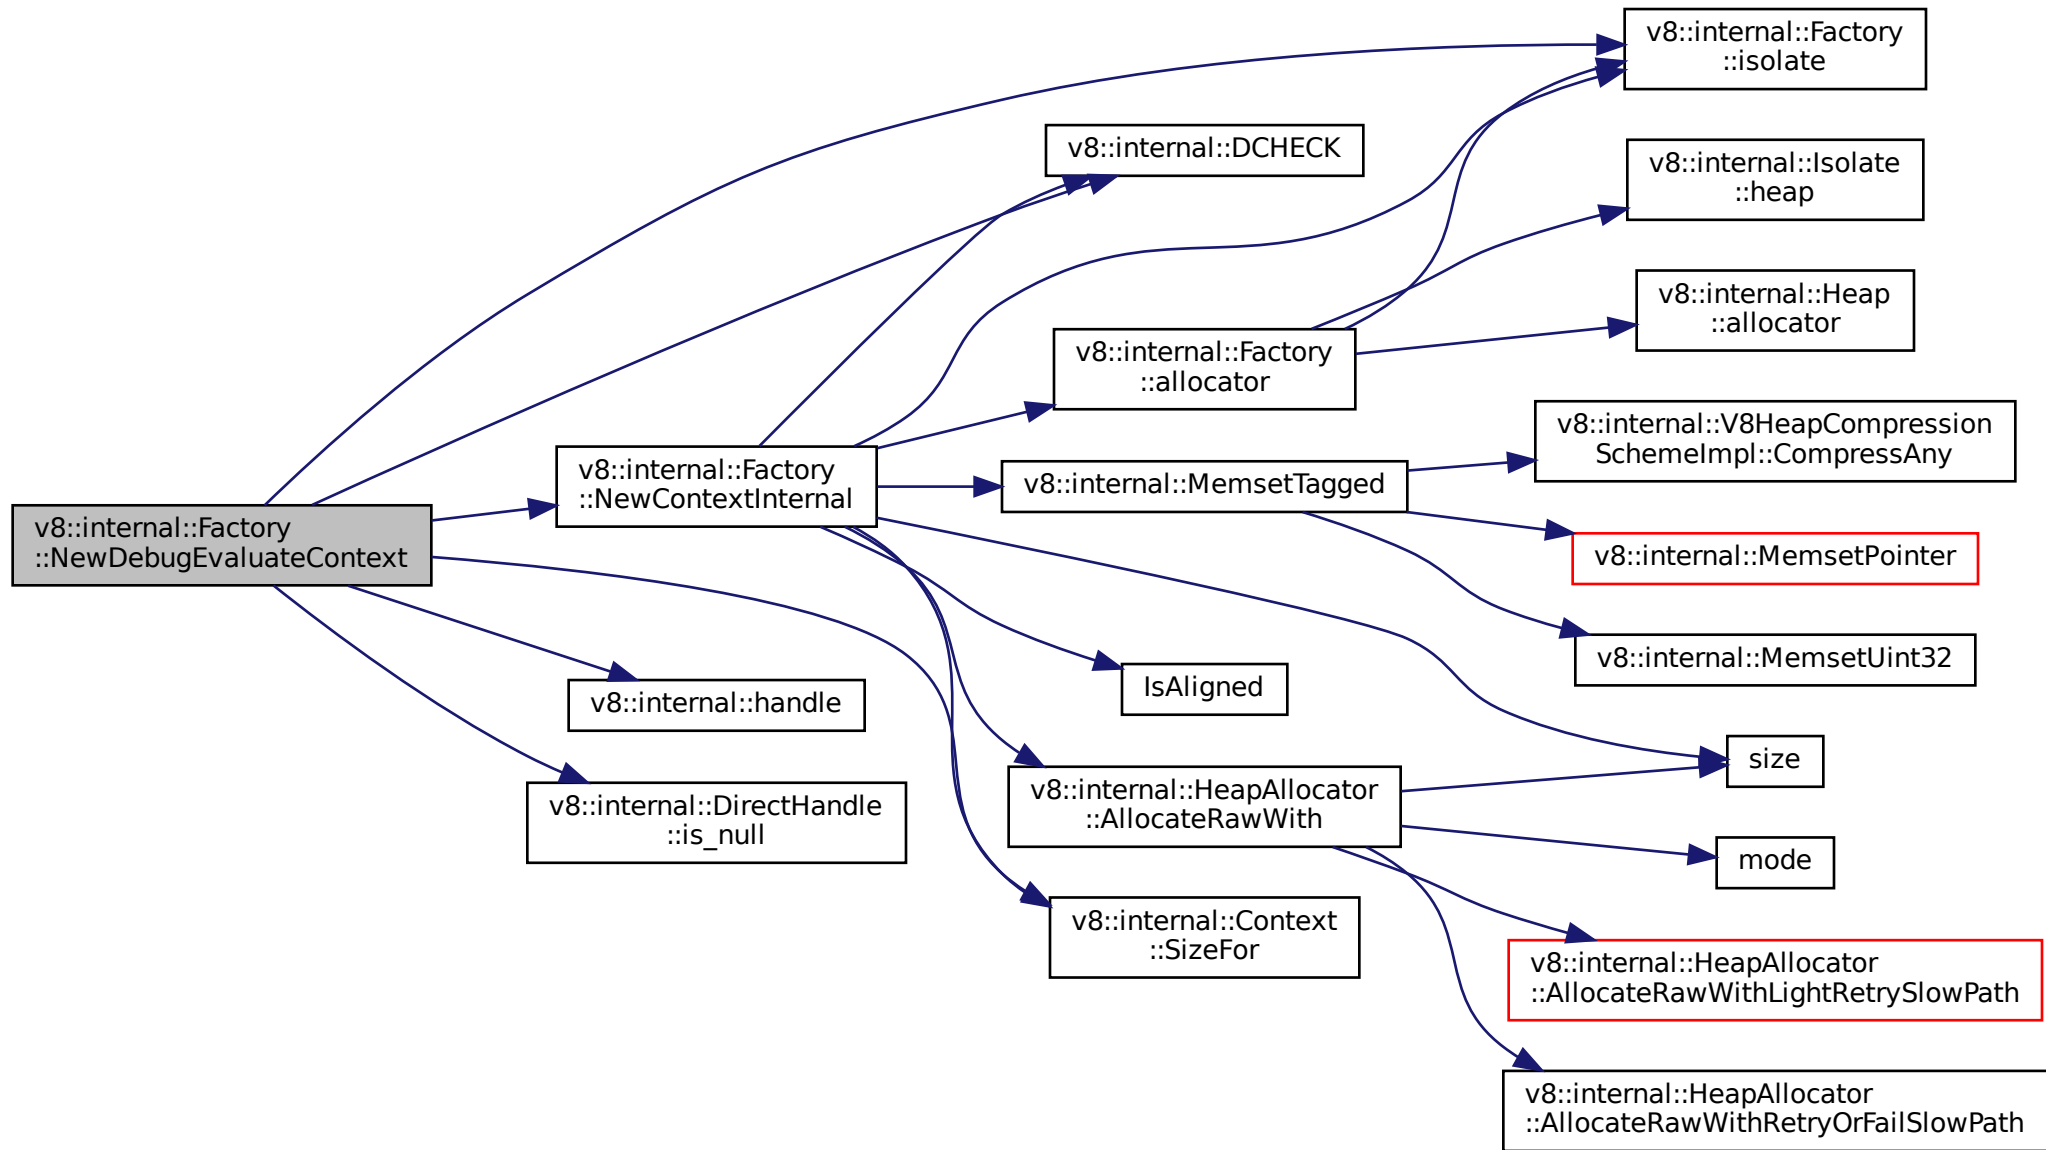 v8::internal::Factory
::isolate
v8::internal::DCHECK
v8::internal::Isolate
::heap
v8::internal::Heap
::allocator
v8::internal::Factory
::allocator
v8::internal::V8HeapCompression
SchemeImpl::CompressAny
v8::internal::Factory
::NewContextInternal
v8::internal::MemsetTagged
v8::internal::Factory
::NewDebugEvaluateContext
v8::internal::MemsetPointer
v8::internal::MemsetUint32
IsAligned
v8::internal::handle
size
v8::internal::HeapAllocator
::AllocateRawWith
v8::internal::DirectHandle
::is_null
mode
v8::internal::Context
::SizeFor
v8::internal::HeapAllocator
::AllocateRawWithLightRetrySlowPath
v8::internal::HeapAllocator
::AllocateRawWithRetryOrFailSlowPath